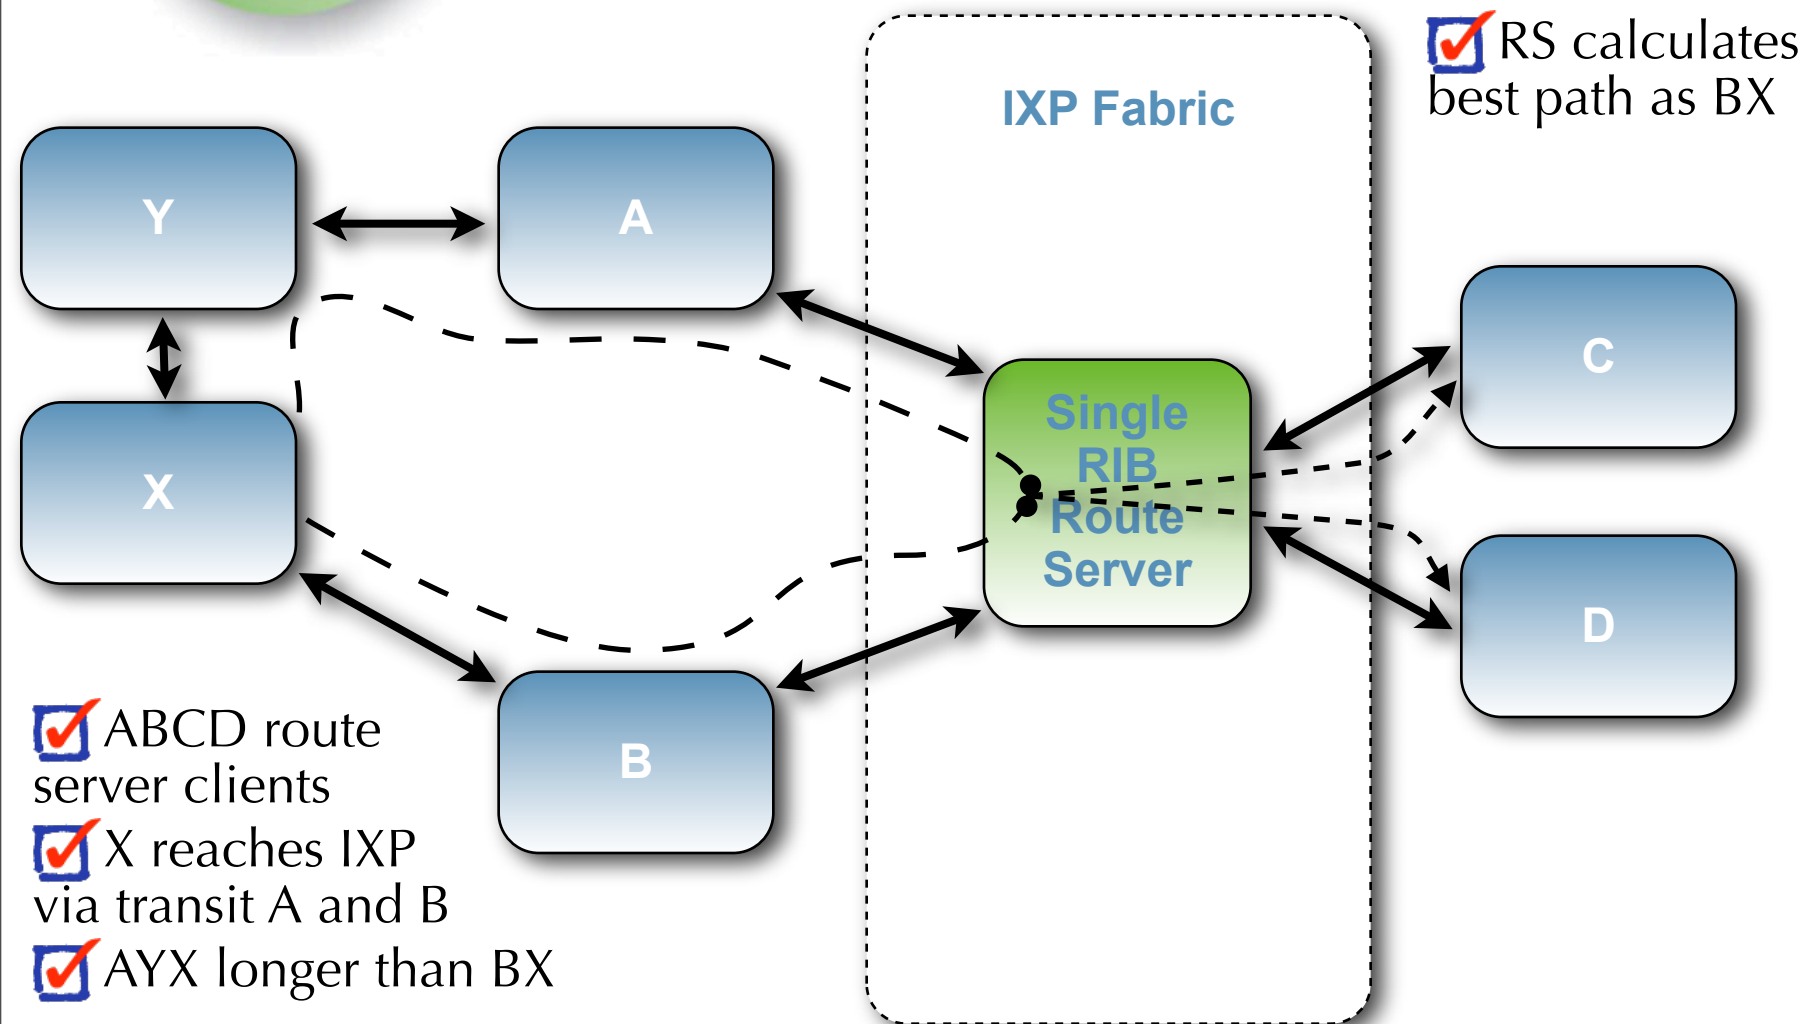 IXP Fabric
RS calculates
best path as BX
Y
A
C
X
Single
RIB
Route
Server
D
B
ABCD route
server clients
X reaches IXP
via transit A and B
AYX longer than BX